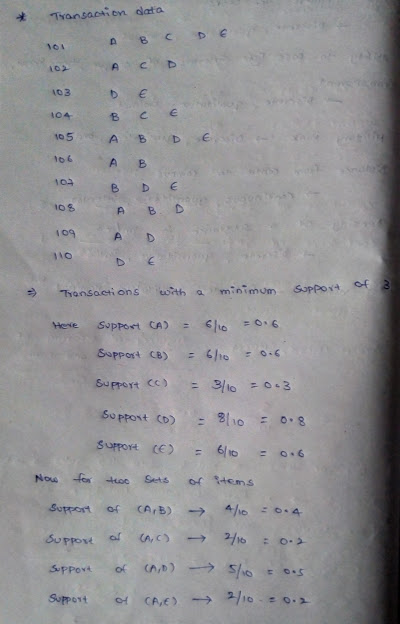 * Transaction data
101 A B C D E
102 A C D
103 D E
104 B C E
105 A B D E
106 A B
107 B D E
108 A B D
109 A D
110 D E
⇒ Transactions with a minimum support of 3
Here Support (A) = 6/10 = 0.6
Support (B) = 6/10 = 0.6
Support (C) = 3/10 = 0.3
Support (D) = 8/10 = 0.8
Support (E) = 6/10 = 0.6
Now for two sets of items
Support of (A,B) → 4/10 = 0.4
Support of (A,C) → 2/10 = 0.2
Support of (A,D) → 5/10 = 0.5
Support of (A,E) → 2/10 = 0.2